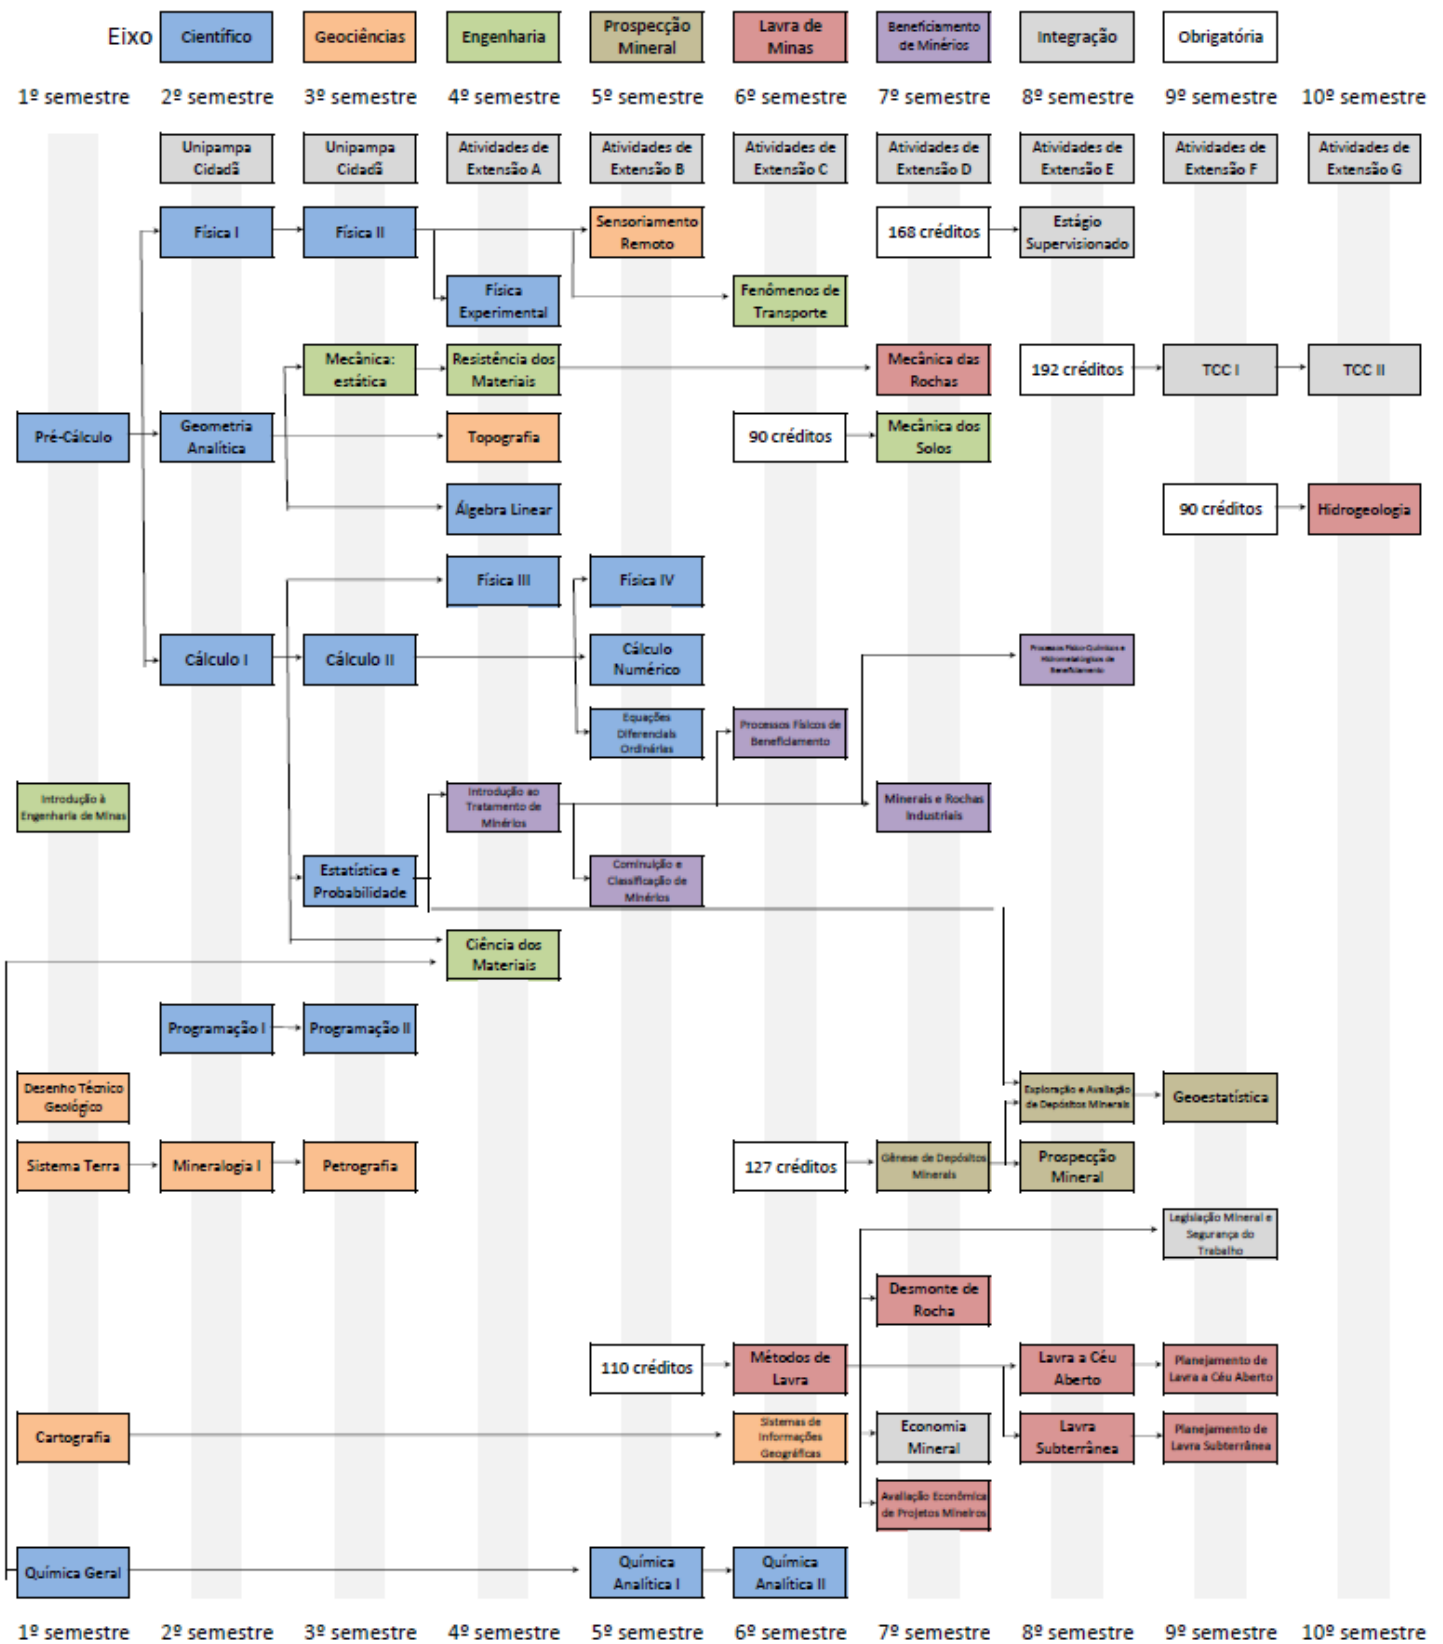 Eixo
Científico
Geociências
Engenharia
Prospecção
Mineral
Lavra de
Minas
Beneficiamento
de Minérios
Integração
Obrigatória
1º semestre
2º semestre
3º semestre
4º semestre
5º semestre
6º semestre
7º semestre
8º semestre
9º semestre
10º semestre
Unipampa
Cidadã
Unipampa
Cidadã
Atividades de
Extensão A
Atividades de
Extensão B
Atividades de
Extensão C
Atividades de
Extensão D
Atividades de
Extensão E
Atividades de
Extensão F
Atividades de
Extensão G
Física I
Física II
Sensoriamento
Remoto
168 créditos
Estágio
Supervisionado
Física
Experimental
Fenômenos de
Transporte
Mecânica:
estática
Resistência dos
Materiais
Mecânica das
Rochas
192 créditos
TCC I
TCC II
Pré-Cálculo
Geometria
Analítica
Topografia
90 créditos
Mecânica dos
Solos
Álgebra Linear
90 créditos
Hidrogeologia
Física III
Física IV
Cálculo I
Cálculo II
Cálculo
Numérico
Processos Físico-Químicos e
Hidrometalúrgicos de
Beneficiamento
Equações
Diferenciais
Ordinárias
Processos Físicos de
Beneficiamento
Introdução à
Engenharia de Minas
Introdução ao
Tratamento de
Minérios
Minerais e Rochas
Industriais
Estatística e
Probabilidade
Cominuição e
Classificação de
Minérios
Ciência dos
Materiais
Programação I
Programação II
Desenho Técnico
Geológico
Exploração e Avaliação
de Depósitos Minerais
Geoestatística
Sistema Terra
Mineralogia I
Petrografia
127 créditos
Gênese de Depósitos
Minerais
Prospecção
Mineral
Legislação Mineral e
Segurança do
Trabalho
Desmonte de
Rocha
110 créditos
Métodos de
Lavra
Lavra a Céu
Aberto
Planejamento de
Lavra a Céu Aberto
Cartografia
Sistemas de
Informações
Geográficas
Economia
Mineral
Lavra
Subterrânea
Planejamento de
Lavra Subterrânea
Avaliação Econômica
de Projetos Mineiros
Química Geral
Química
Analítica I
Química
Analítica II
1º semestre
2º semestre
3º semestre
4º semestre
5º semestre
6º semestre
7º semestre
8º semestre
9º semestre
10º semestre